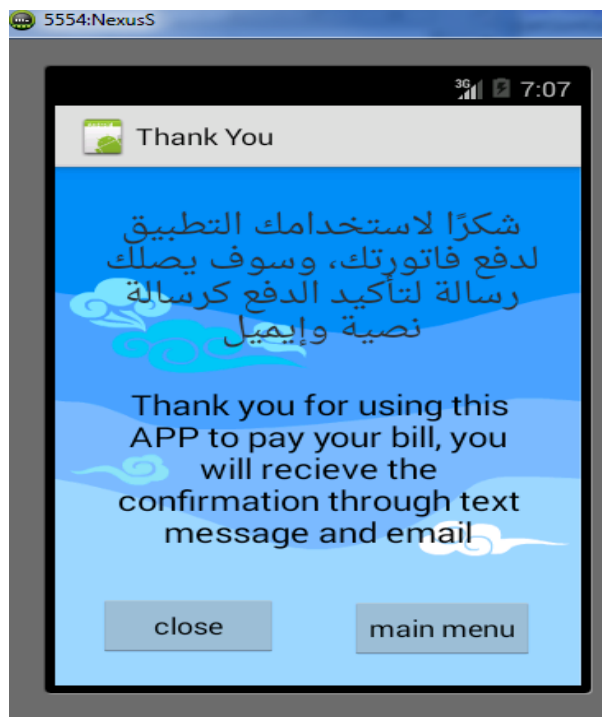 5554:NexusS
3G 7:07
Thank You
شكرًا لاستخدامك التطبيق
لدفع فاتورتك، وسوف يصلك
رسالة لتأكيد الدفع كرسالة
نصية وإيميل
Thank you for using this
APP to pay your bill, you
will recieve the
confirmation through text
message and email
close
main menu